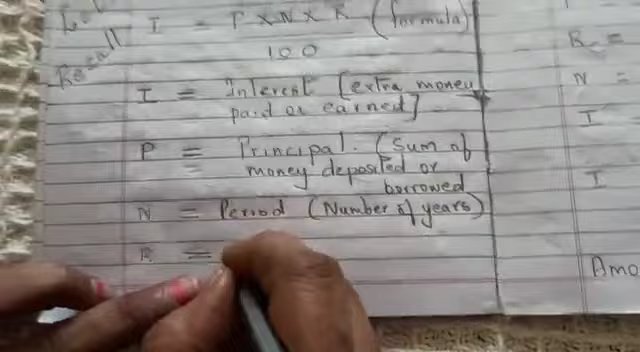 Let's
Recall
I = P x N x R (formula)
100
I = Interest [extra money
paid or earned]
P = Principal. (Sum of
money deposited or
borrowed
N = Period (Number of years)
R =
R =
N =
I =
I
Amo